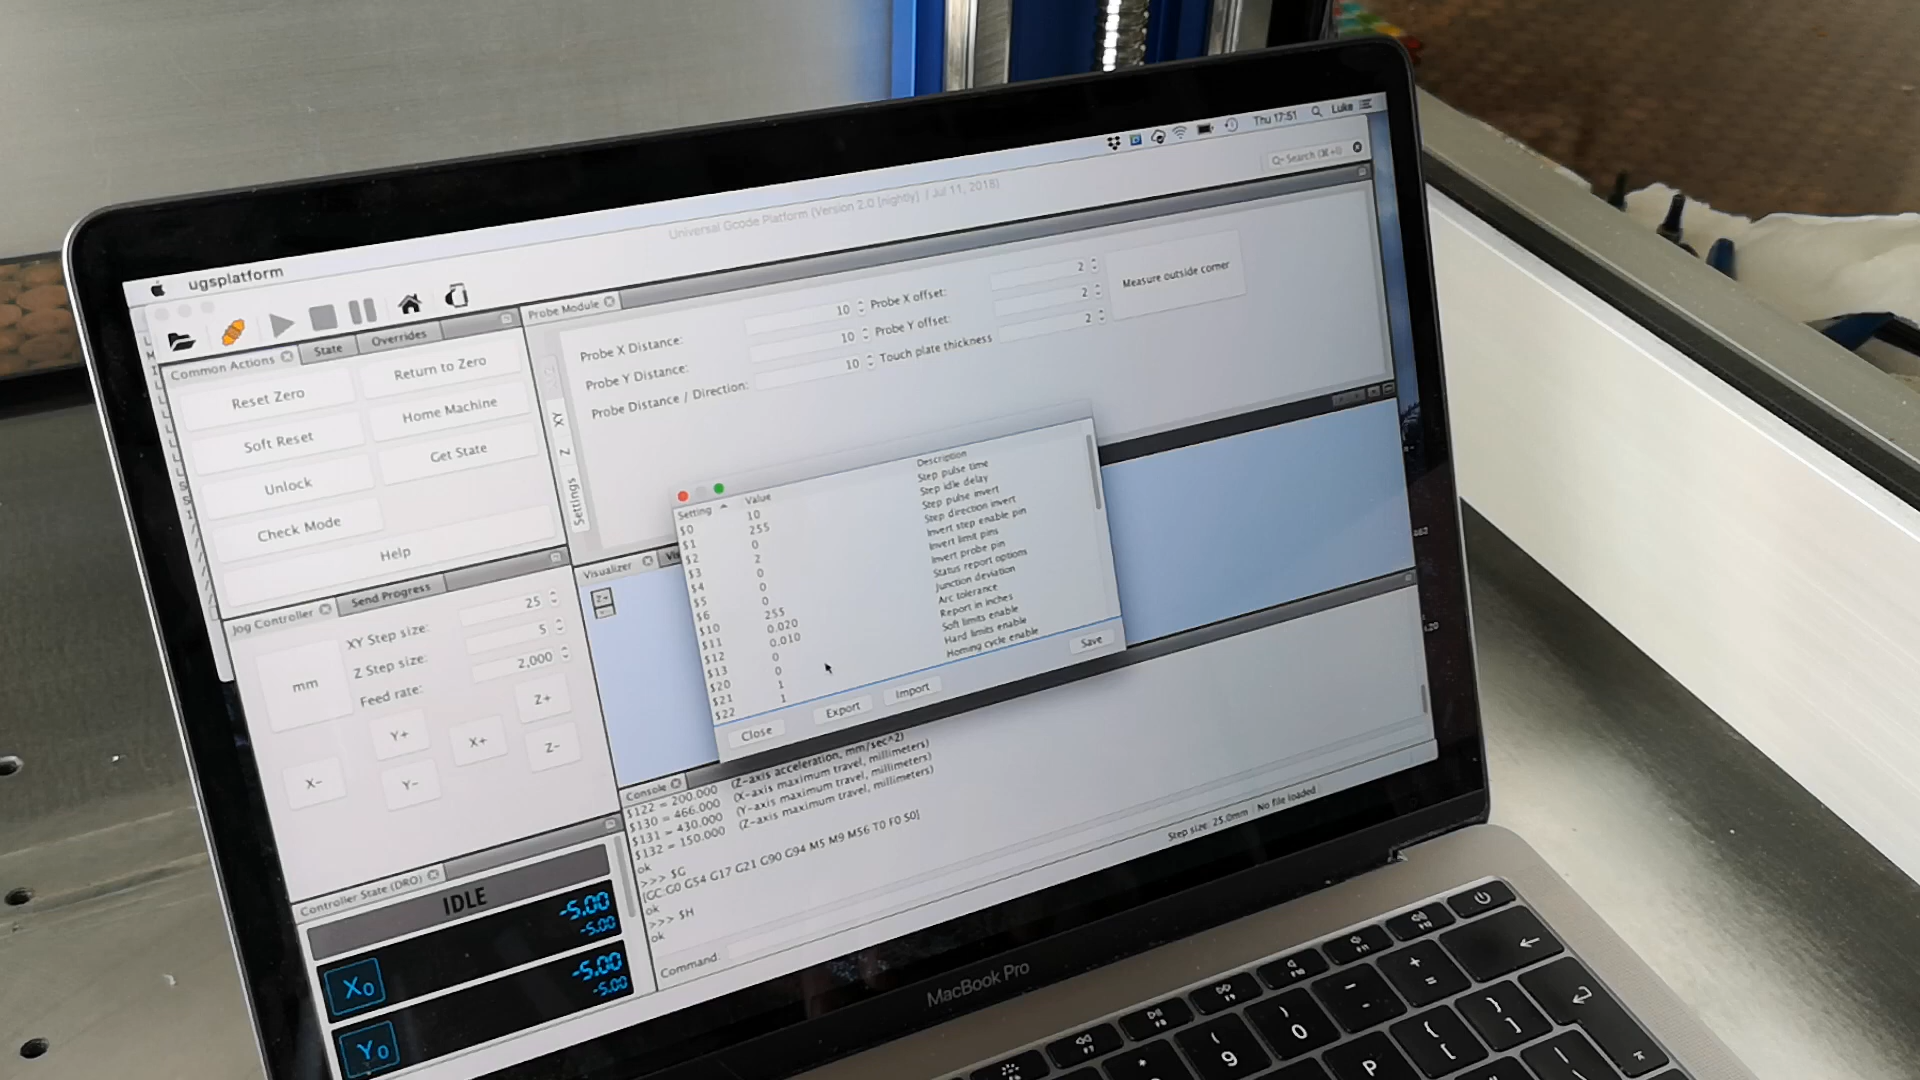 Thu 17:51 Luke
ugsplatform
Universal Gcode Platform (Version 2.0 [nightly] / Jul 11, 2018)
Search (⌘+I)
Common Actions State Overrides
Reset Zero Return to Zero
Soft Reset Home Machine
Unlock Get State
Check Mode
Help
Probe Module
Probe X Distance: 10 Probe X offset: 2
Probe Y Distance: 10 Probe Y offset: 2
Probe Distance / Direction: 10 Touch plate thickness 2
Measure outside corner
XY
Z
Settings
Visualizer
Jog Controller Send Progress
XY Step size: 25
Z Step size: 5
Feed rate: 2,000
mm
Y+ X+ Z+
X- Y- Z-
Setting Value Description
$0 10 Step pulse time
$1 255 Step idle delay
$2 0 Step pulse invert
$3 2 Step direction invert
$4 0 Invert step enable pin
$5 0 Invert limit pins
$6 0 Invert probe pin
$10 255 Status report options
$11 0.020 Junction deviation
$12 0.010 Arc tolerance
$13 0 Report in inches
$20 0 Soft limits enable
$21 1 Hard limits enable
$22 1 Homing cycle enable
Close Export Import Save
Console
$122 = 200.000 (Z-axis acceleration, mm/sec^2)
$130 = 466.000 (X-axis maximum travel, millimeters)
$131 = 430.000 (Y-axis maximum travel, millimeters)
$132 = 150.000 (Z-axis maximum travel, millimeters)
ok
>>> $G
[GC:G0 G54 G17 G21 G90 G94 M5 M9 M56 T0 F0 S0]
ok
>>> $H
ok
Command:
Step size: 25.0mm No file loaded
Controller State (DRO)
IDLE
X0 -5.00
-5.00
Y0 -5.00
-5.00
MacBook Pro
9
0
P